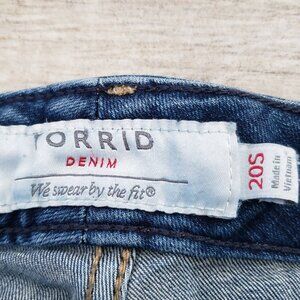 TORRID
DENIM
We swear by the fit®
20S
Made in
Vietnam